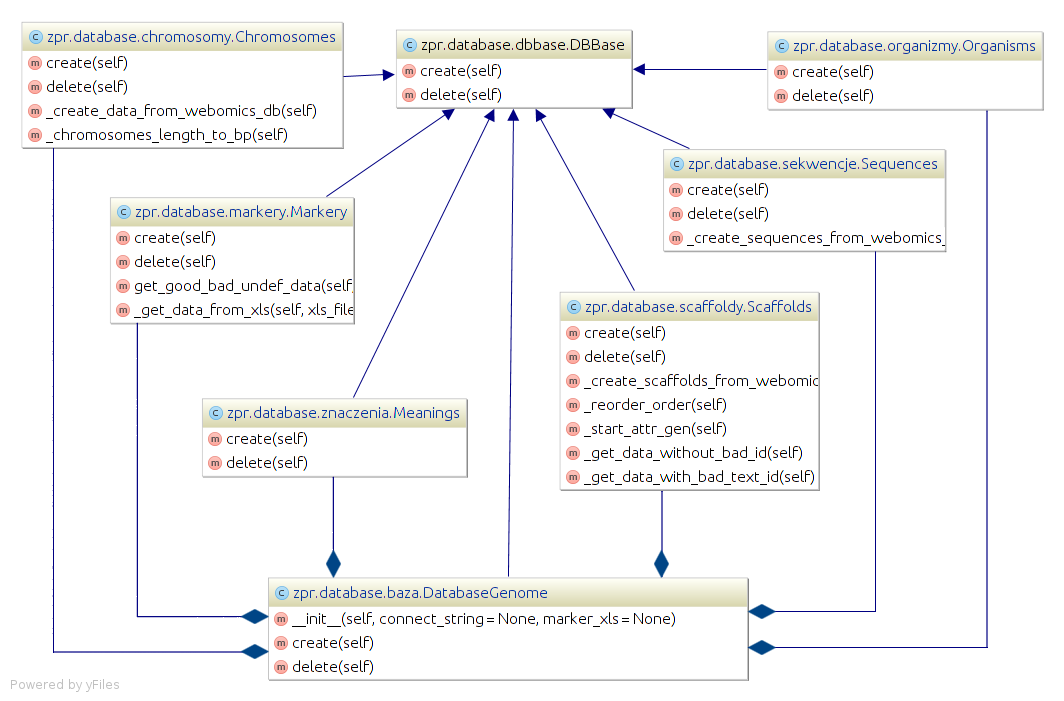 zpr.database.chromosomy.Chromosomes
create(self)
delete(self)
_create_data_from_webomics_db(self)
_chromosomes_length_to_bp(self)
zpr.database.dbbase.DBBase
create(self)
delete(self)
zpr.database.organizmy.Organisms
create(self)
delete(self)
zpr.database.sekwencje.Sequences
create(self)
delete(self)
_create_sequences_from_webomics_
zpr.database.markery.Markery
create(self)
delete(self)
get_good_bad_undef_data(self,
_get_data_from_xls(self, xls_file
zpr.database.scaffoldy.Scaffolds
create(self)
delete(self)
_create_scaffolds_from_webomic
_reorder_order(self)
_start_attr_gen(self)
_get_data_without_bad_id(self)
_get_data_with_bad_text_id(self)
zpr.database.znaczenia.Meanings
create(self)
delete(self)
zpr.database.baza.DatabaseGenome
__init__(self, connect_string=None, marker_xls=None)
create(self)
delete(self)
Powered by yFiles